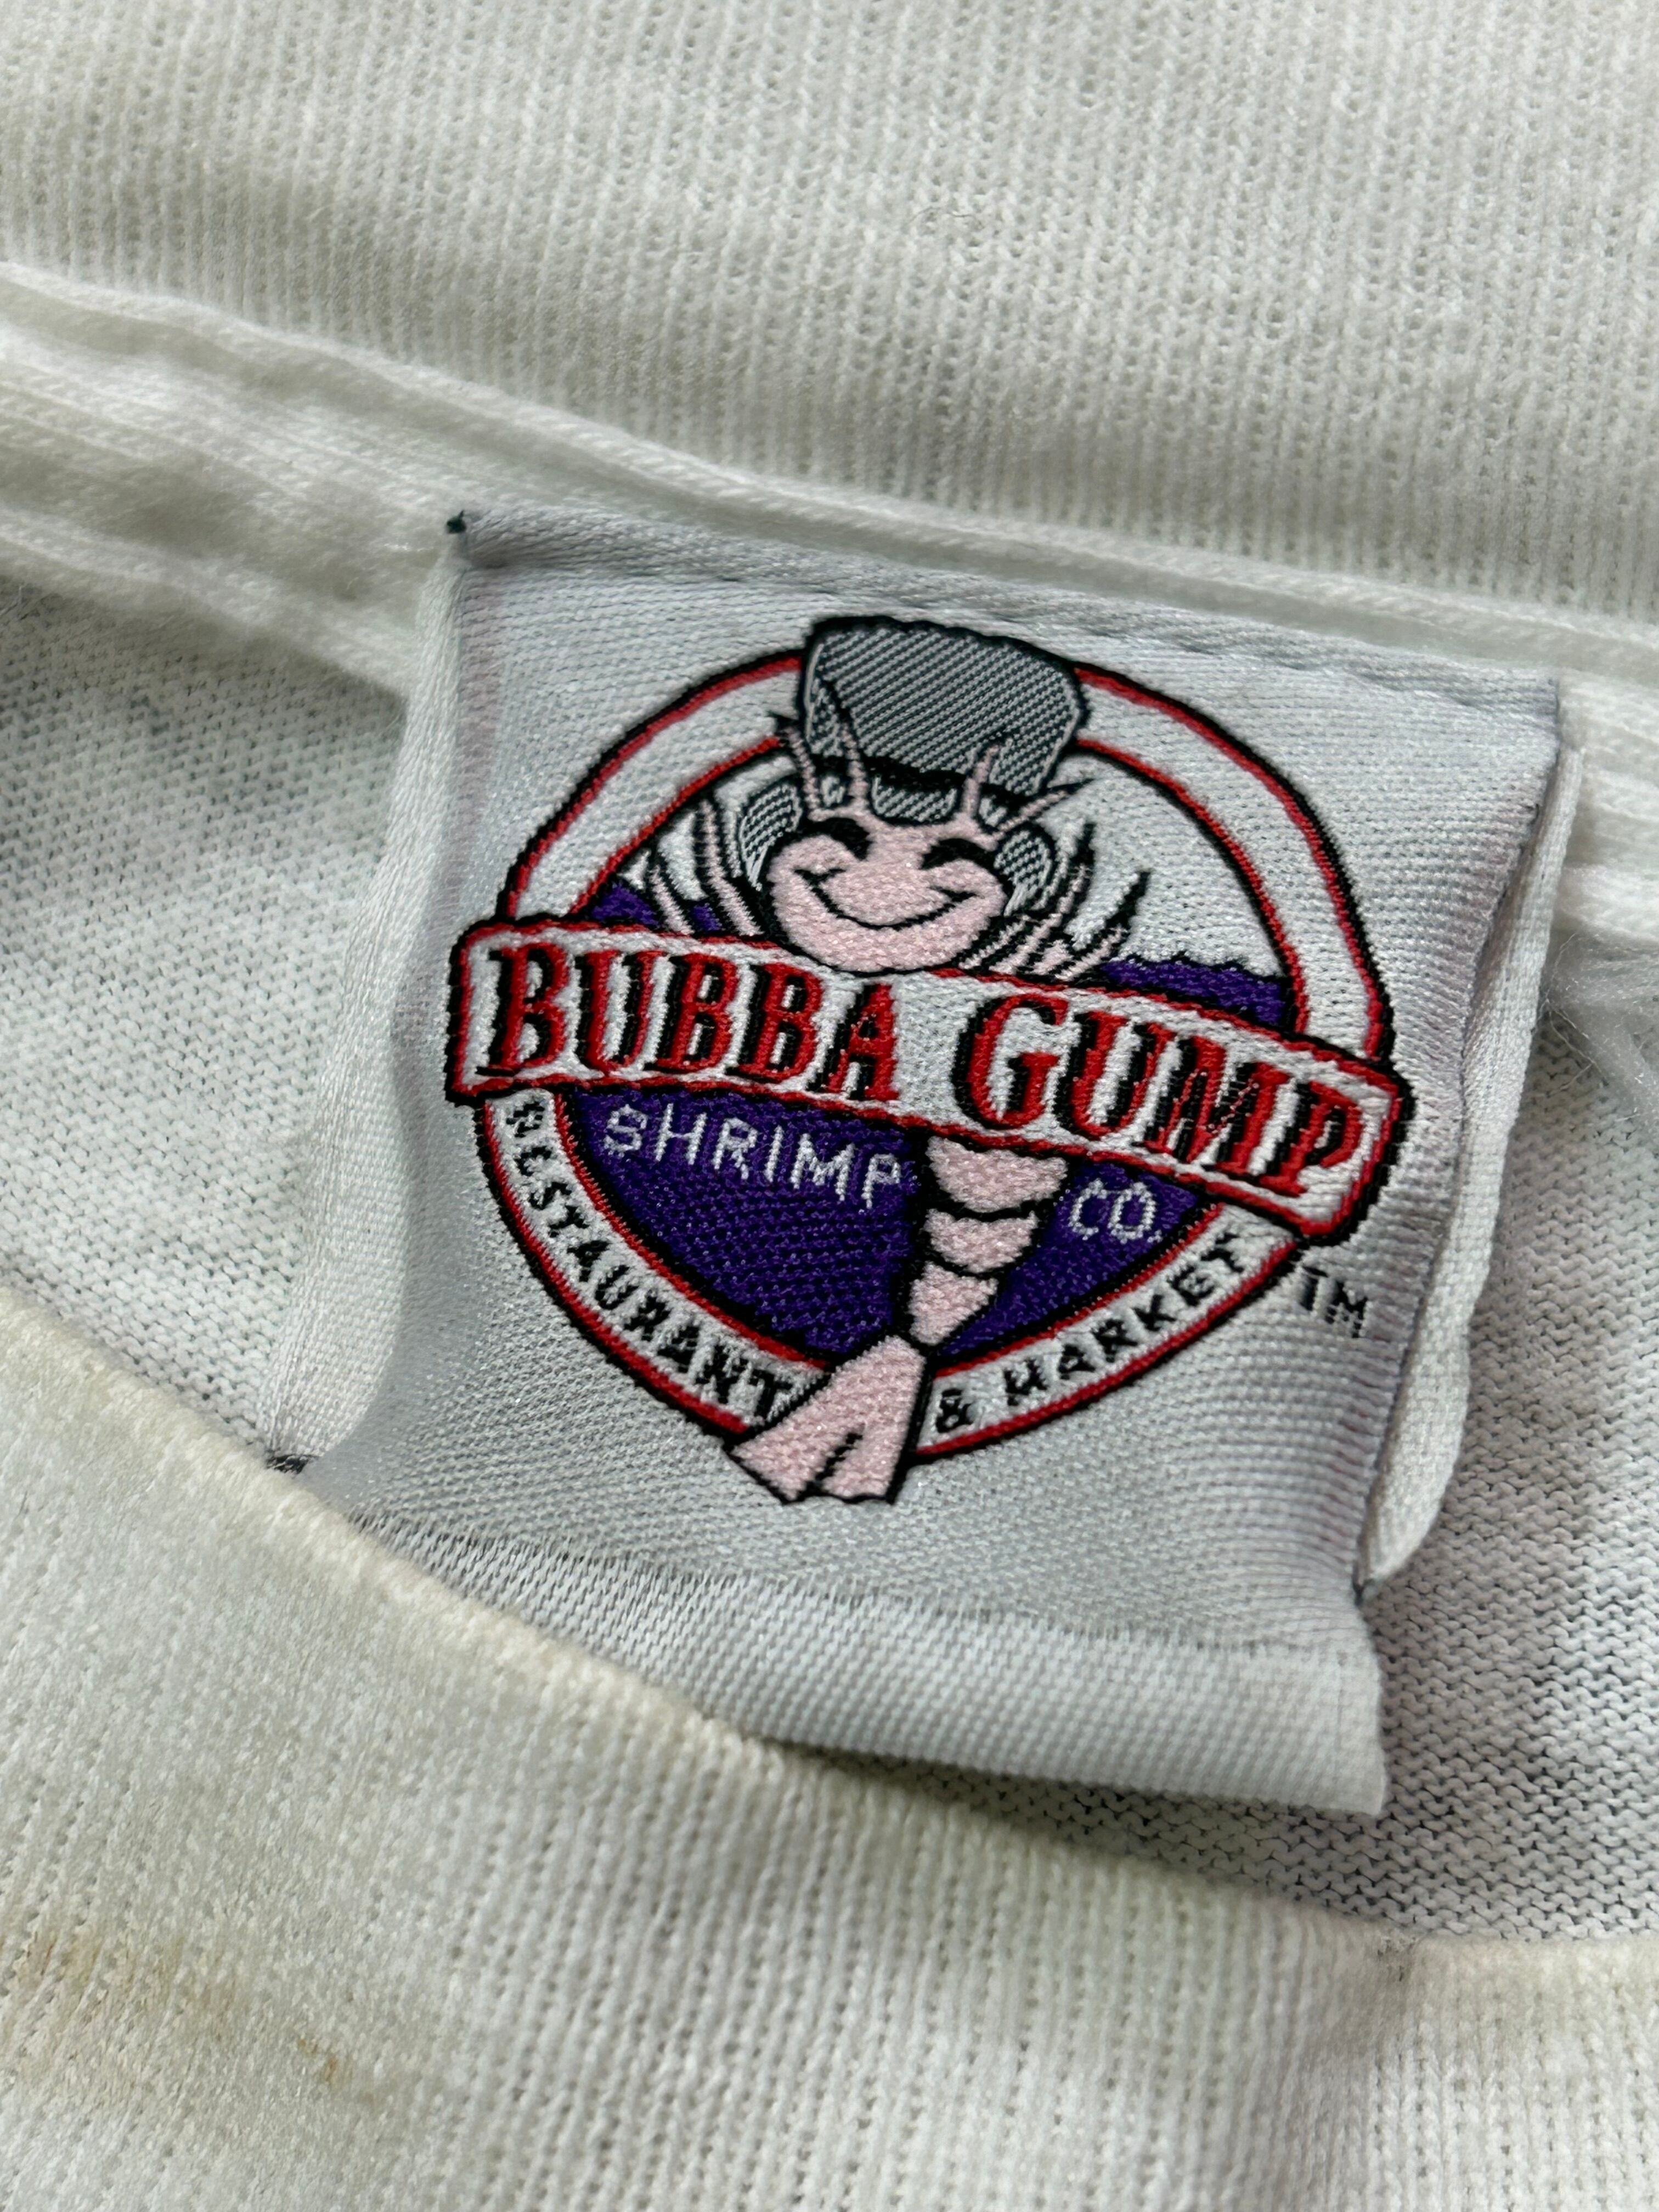 BUBBA GUMP
SHRIMP CO.
RESTAURANT & MARKET
TM